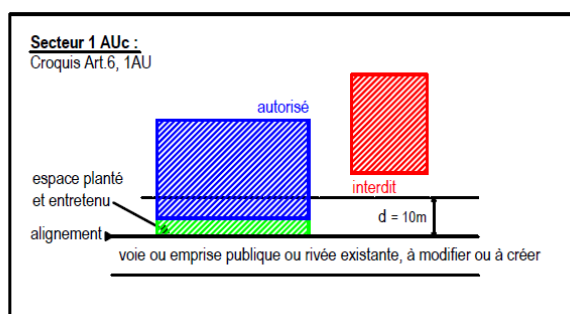 Secteur 1 AUc :
Croquis Art.6, 1AU
autorisé
espace planté
et entretenu
interdit
d = 10m
alignement
voie ou emprise publique ou rivée existante, à modifier ou à créer